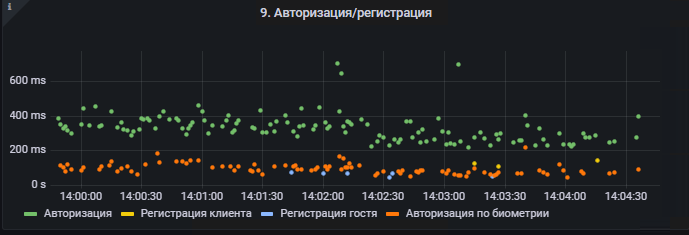 i
9. Авторизация/регистрация
600 ms
400 ms
200 ms
0 s
14:00:00 14:00:30 14:01:00 14:01:30 14:02:00 14:02:30 14:03:00 14:03:30 14:04:00 14:04:30
Авторизация Регистрация клиента Регистрация гостя Авторизация по биометрии